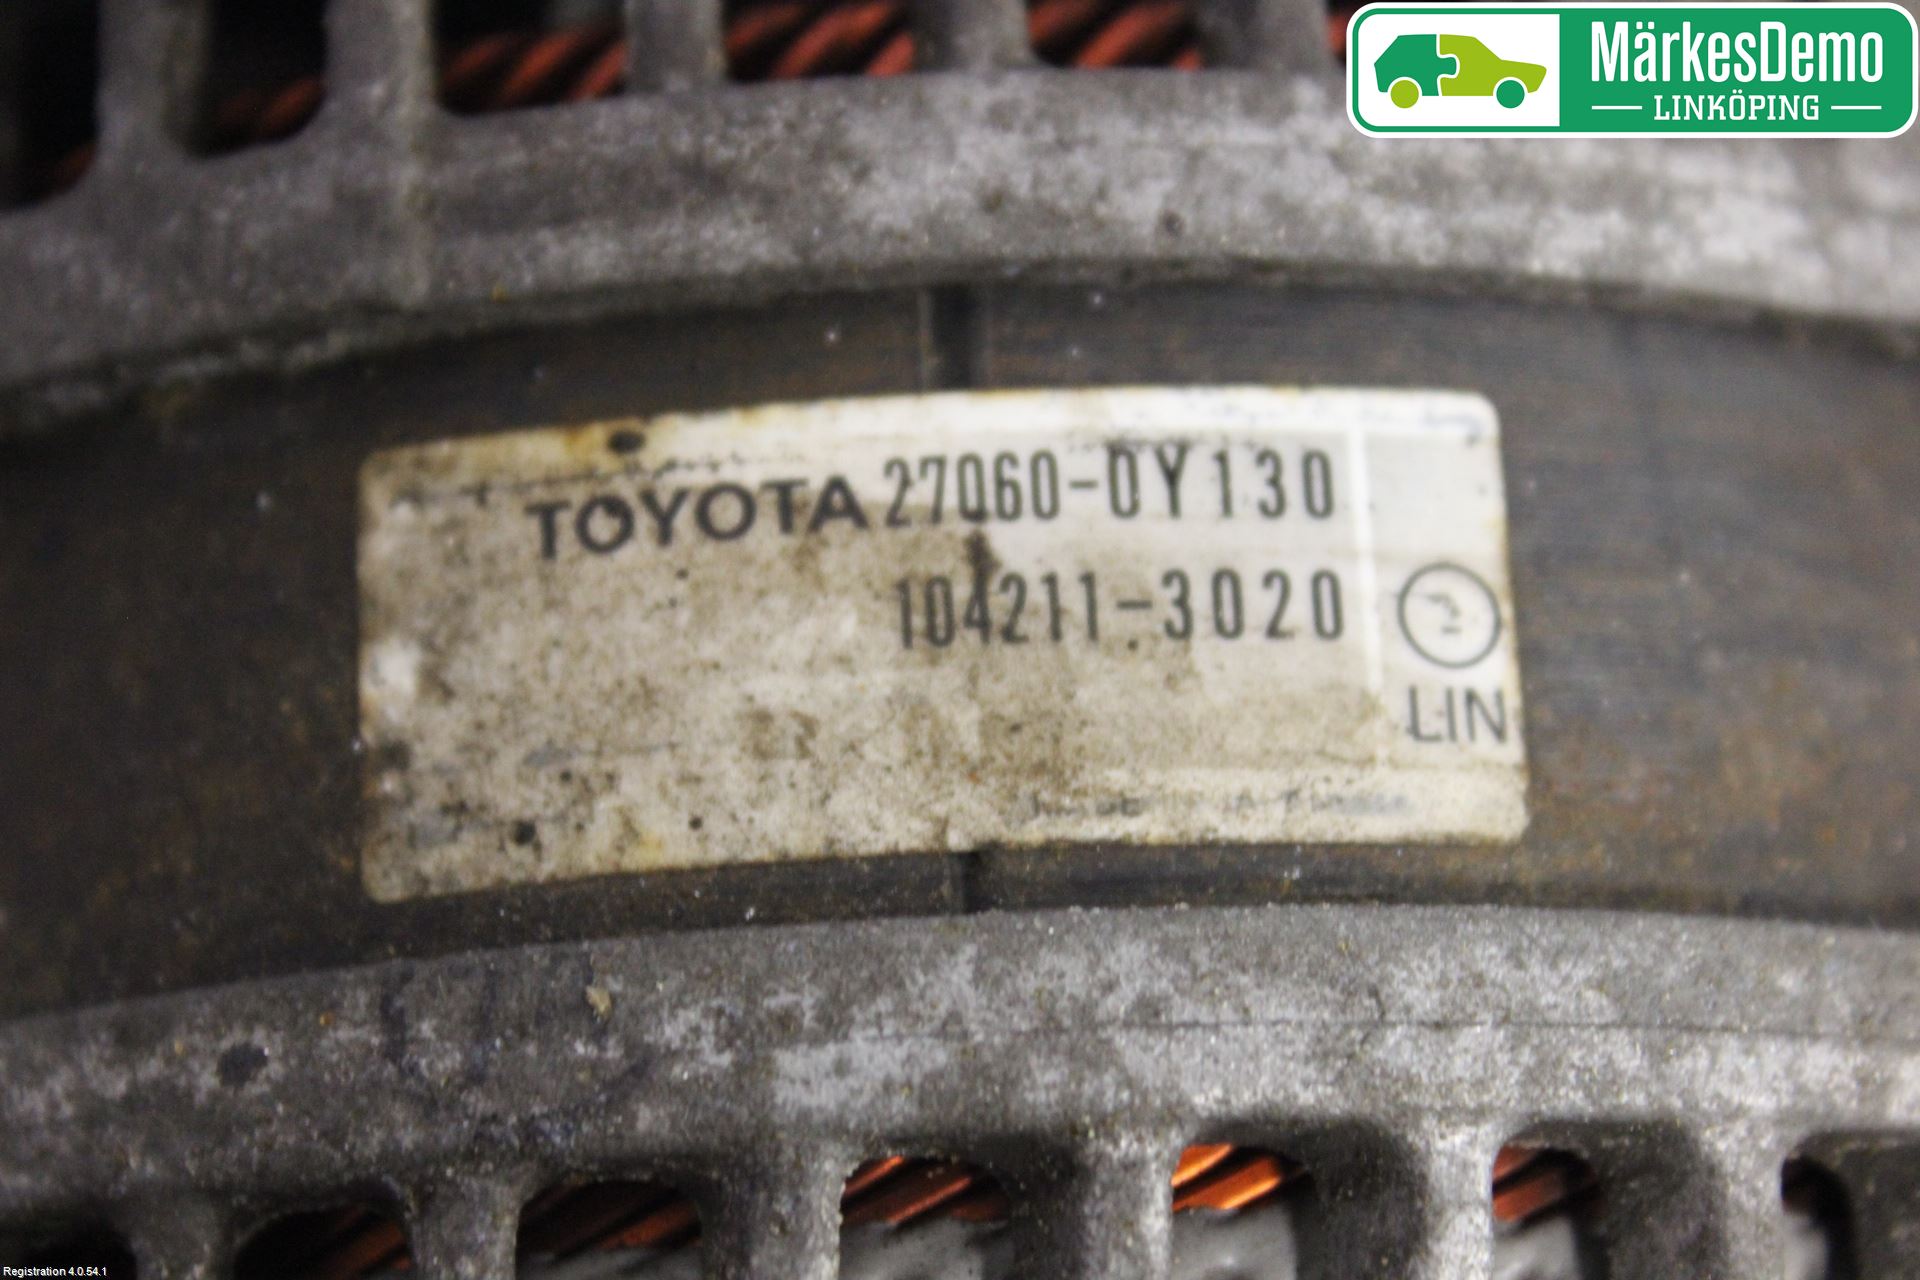 MärkesDemo
LINKÖPING
TOYOTA 27060-0Y130
104211-3020
LIN
Registration 4.0.54.1